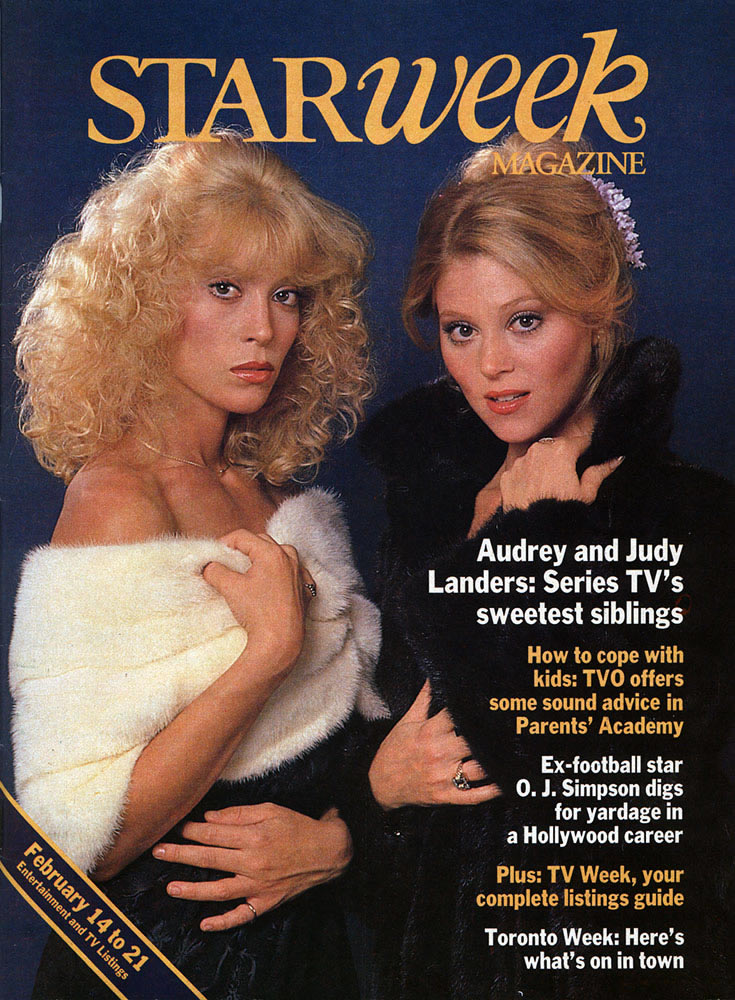 STARweek
MAGAZINE
Audrey and Judy
Landers: Series TV's
sweetest siblings
How to cope with
kids: TVO offers
some sound advice in
Parents' Academy
Ex-football star
O. J. Simpson digs
for yardage in
a Hollywood career
Plus: TV Week, your
complete listings guide
Toronto Week: Here's
what's on in town
February 14 to 21
Entertainment and TV Listings